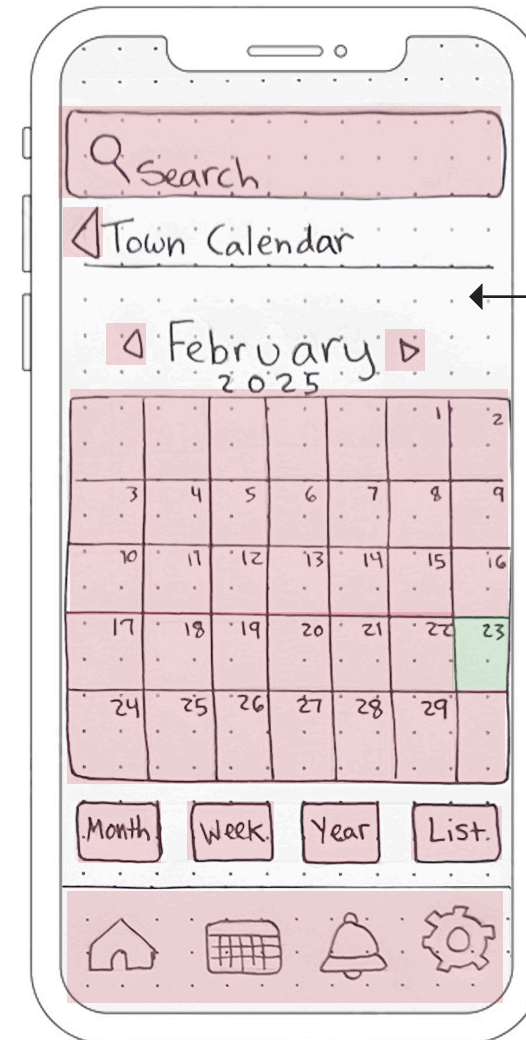 Search
Town Calendar
February
2025
1 2
3 4 5 6 7 8 9
10 11 12 13 14 15 16
17 18 19 20 21 22 23
24 25 26 27 28 29
Month Week Year List